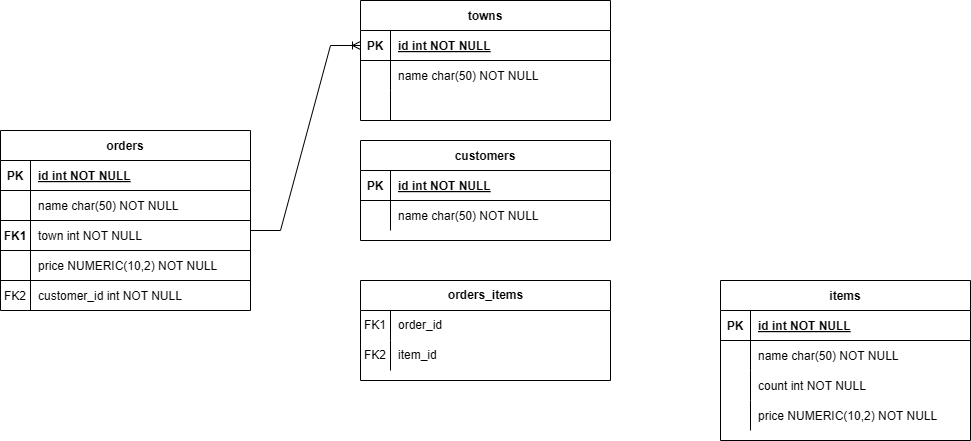 towns
PK id int NOT NULL
name char(50) NOT NULL
orders
PK id int NOT NULL
name char(50) NOT NULL
FK1 town int NOT NULL
price NUMERIC(10,2) NOT NULL
FK2 customer_id int NOT NULL
customers
PK id int NOT NULL
name char(50) NOT NULL
orders_items
FK1 order_id
FK2 item_id
items
PK id int NOT NULL
name char(50) NOT NULL
count int NOT NULL
price NUMERIC(10,2) NOT NULL